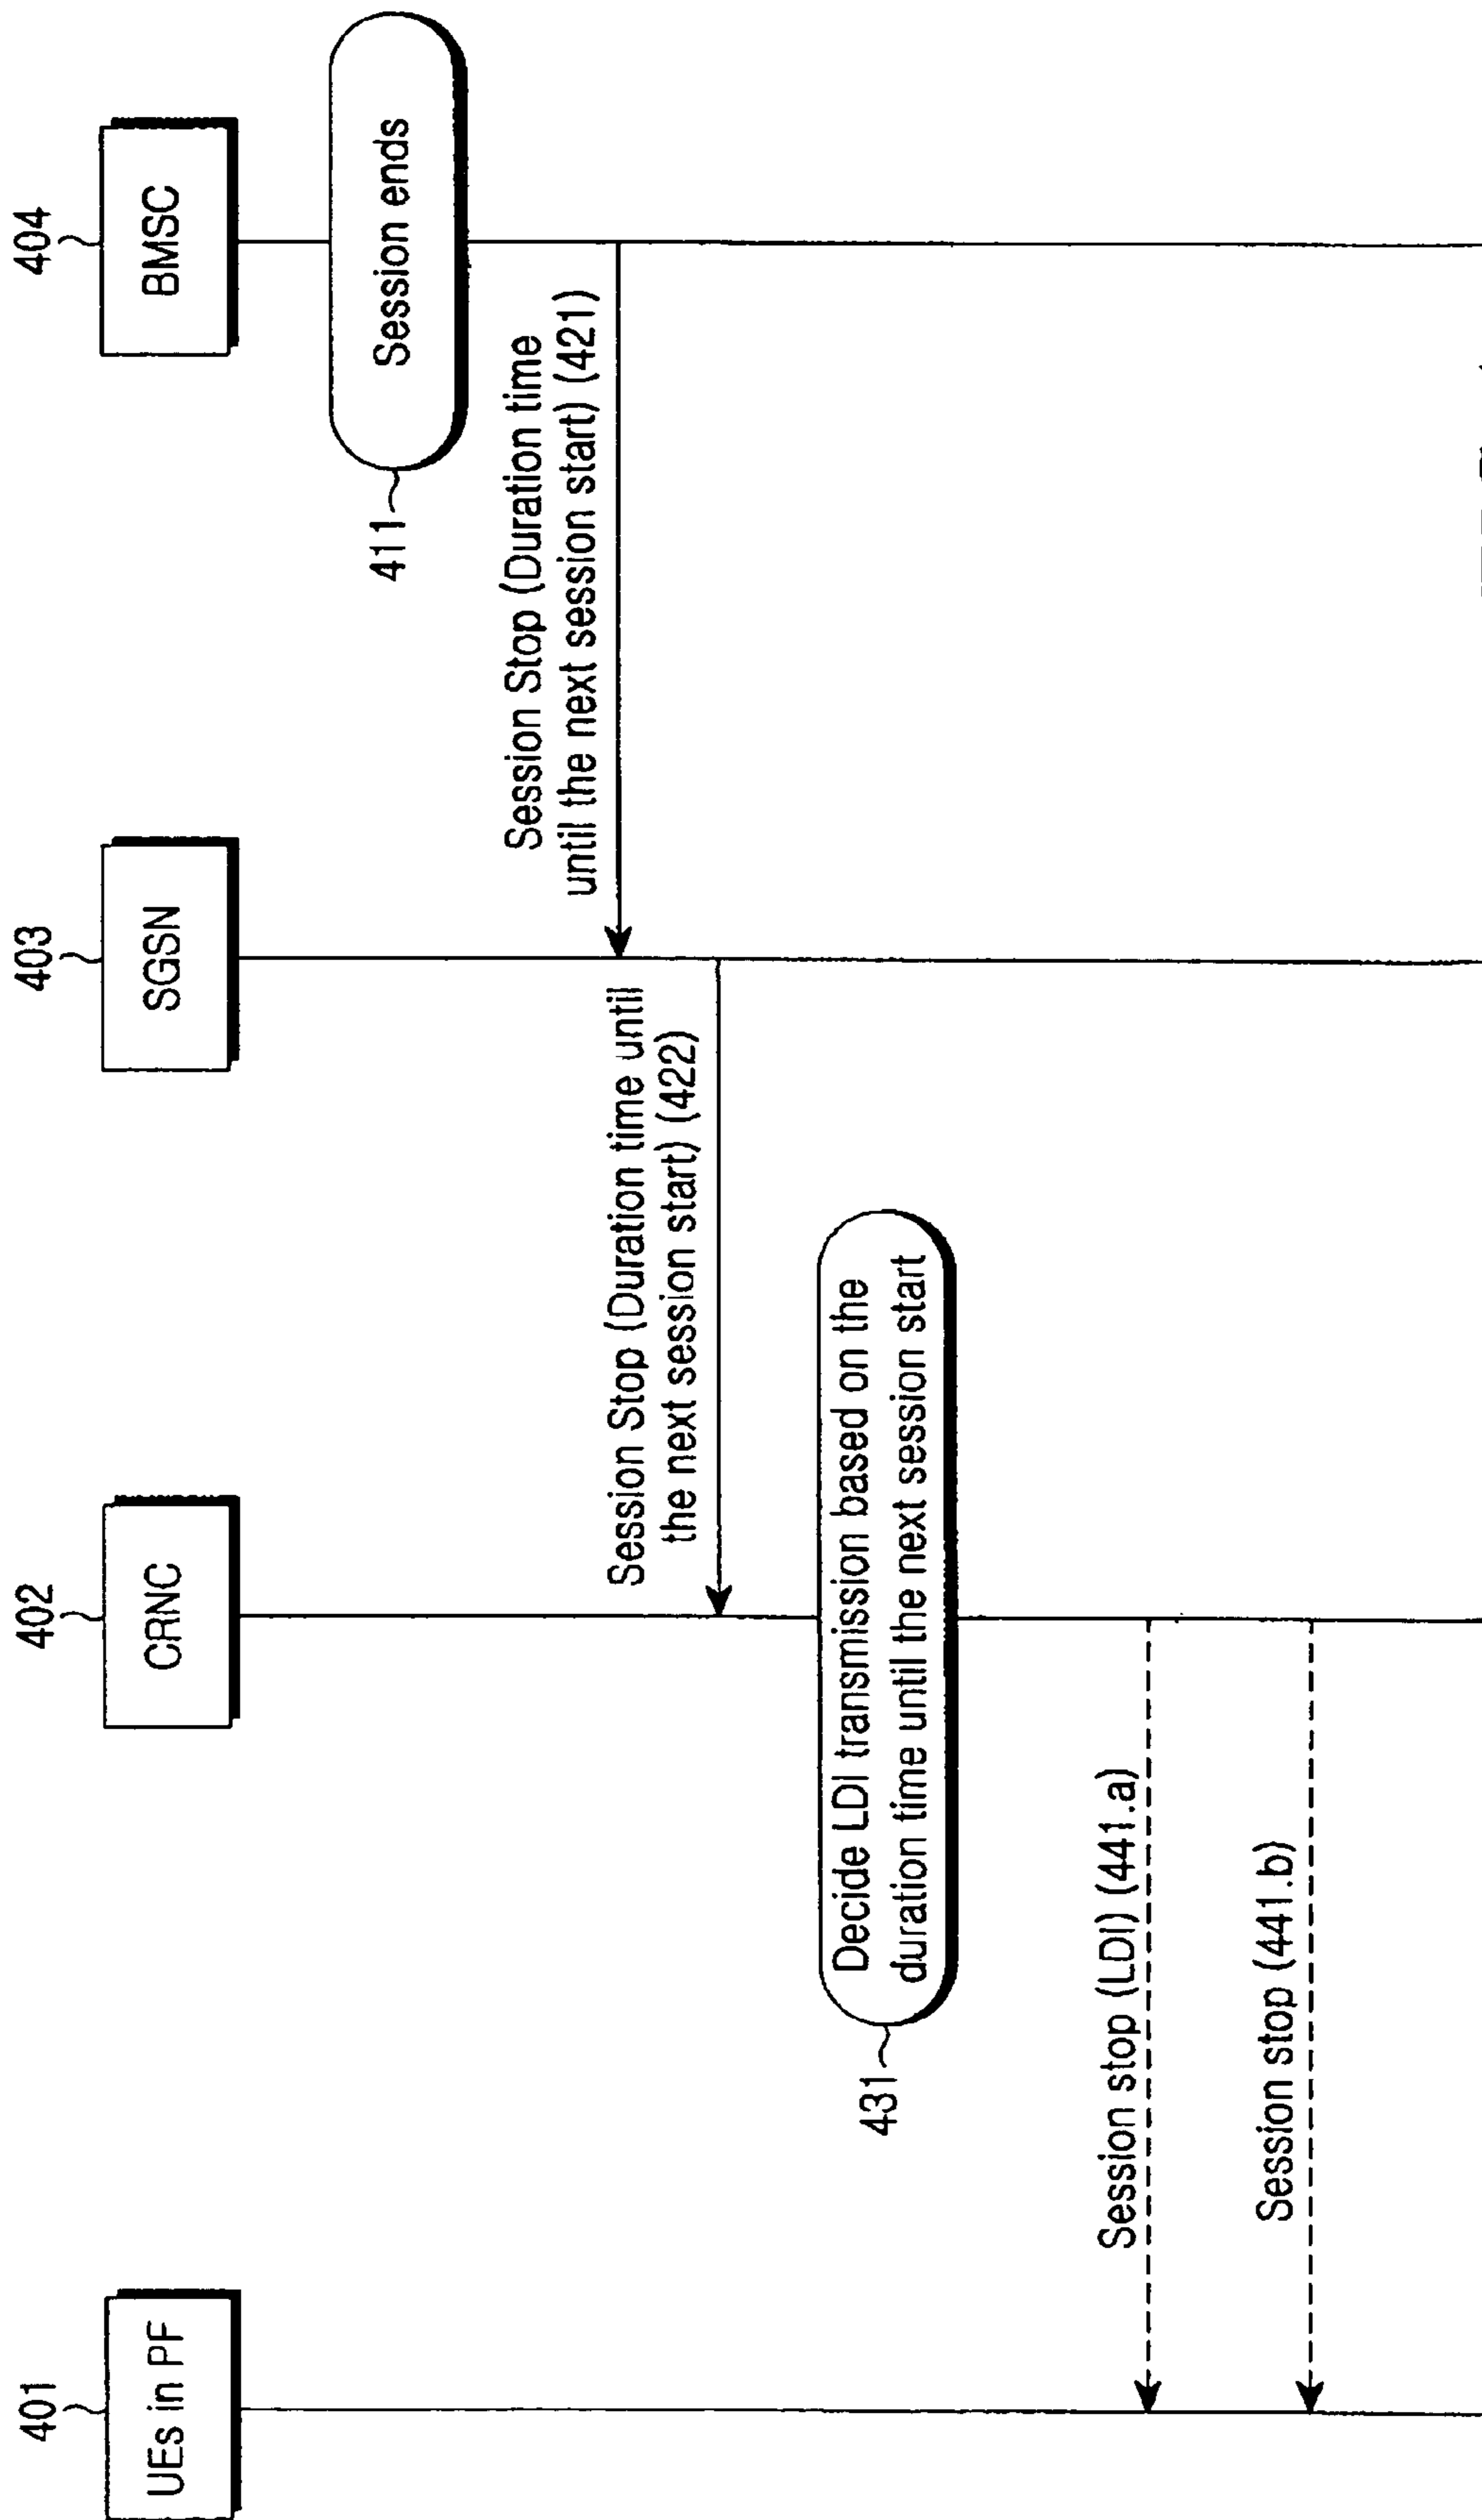 401
402
403
404
UEs in PF
CRNC
SGSN
BMSC
Session ends
411
Session Stop (Duration time
until the next session start) (421)
Session Stop (Duration time until
the next session start) (422)
Decide LDI transmission based on the
duration time until the next session start
431
Session stop (LDI) (441.a)
Session stop (441.b)